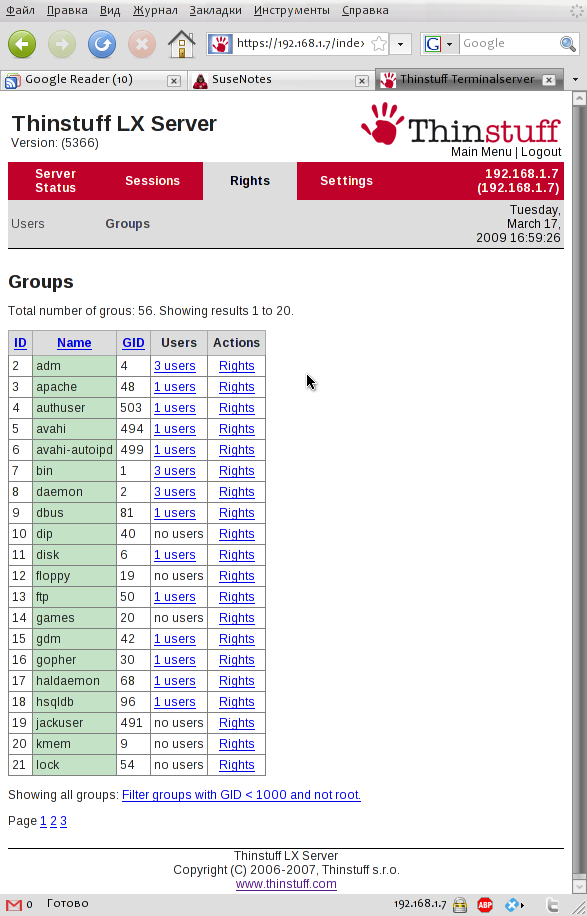 Файл Правка Вид Журнал Закладки Инструменты Справка
https://192.168.1.7/index
G Google
Google Reader (10) SuseNotes Thinstuff Terminalserver
Thinstuff LX Server
Version: (5366)
Thinstuff
Main Menu | Logout
Server Status Sessions Rights Settings 192.168.1.7
(192.168.1.7)
Users Groups Tuesday,
March 17,
2009 16:59:26
Groups
Total number of grous: 56. Showing results 1 to 20.
ID Name GID Users Actions
2 adm 4 3 users Rights
3 apache 48 1 users Rights
4 authuser 503 1 users Rights
5 avahi 494 1 users Rights
6 avahi-autoipd 499 1 users Rights
7 bin 1 3 users Rights
8 daemon 2 3 users Rights
9 dbus 81 1 users Rights
10 dip 40 no users Rights
11 disk 6 1 users Rights
12 floppy 19 no users Rights
13 ftp 50 1 users Rights
14 games 20 no users Rights
15 gdm 42 1 users Rights
16 gopher 30 1 users Rights
17 haldaemon 68 1 users Rights
18 hsqldb 96 1 users Rights
19 jackuser 491 no users Rights
20 kmem 9 no users Rights
21 lock 54 no users Rights
Showing all groups: Filter groups with GID < 1000 and not root.
Page 1 2 3
Thinstuff LX Server
Copyright (C) 2006-2007, Thinstuff s.r.o.
www.thinstuff.com
0 Готово 192.168.1.7 ABP